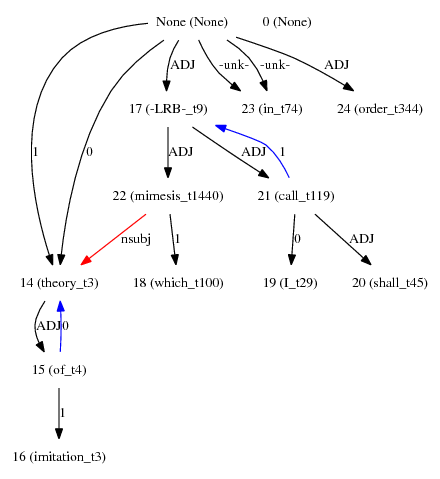 None (None) 0 (None)
ADJ -unk- -unk- ADJ
17 (-LRB-_t9) 23 (in_t74) 24 (order_t344)
1 0 ADJ ADJ 1
22 (mimesis_t1440) 21 (call_t119)
nsubj 1 0 ADJ
14 (theory_t3) 18 (which_t100) 19 (I_t29) 20 (shall_t45)
ADJ 0
15 (of_t4)
1
16 (imitation_t3)